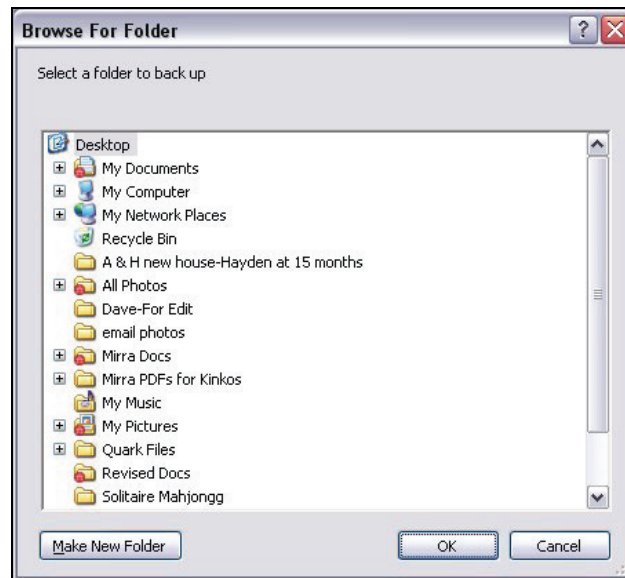 Browse For Folder
Select a folder to back up
Desktop
My Documents
My Computer
My Network Places
Recycle Bin
A & H new house-Hayden at 15 months
All Photos
Dave-For Edit
email photos
Mirra Docs
Mirra PDFs for Kinkos
My Music
My Pictures
Quark Files
Revised Docs
Solitaire Mahjongg
Make New Folder OK Cancel